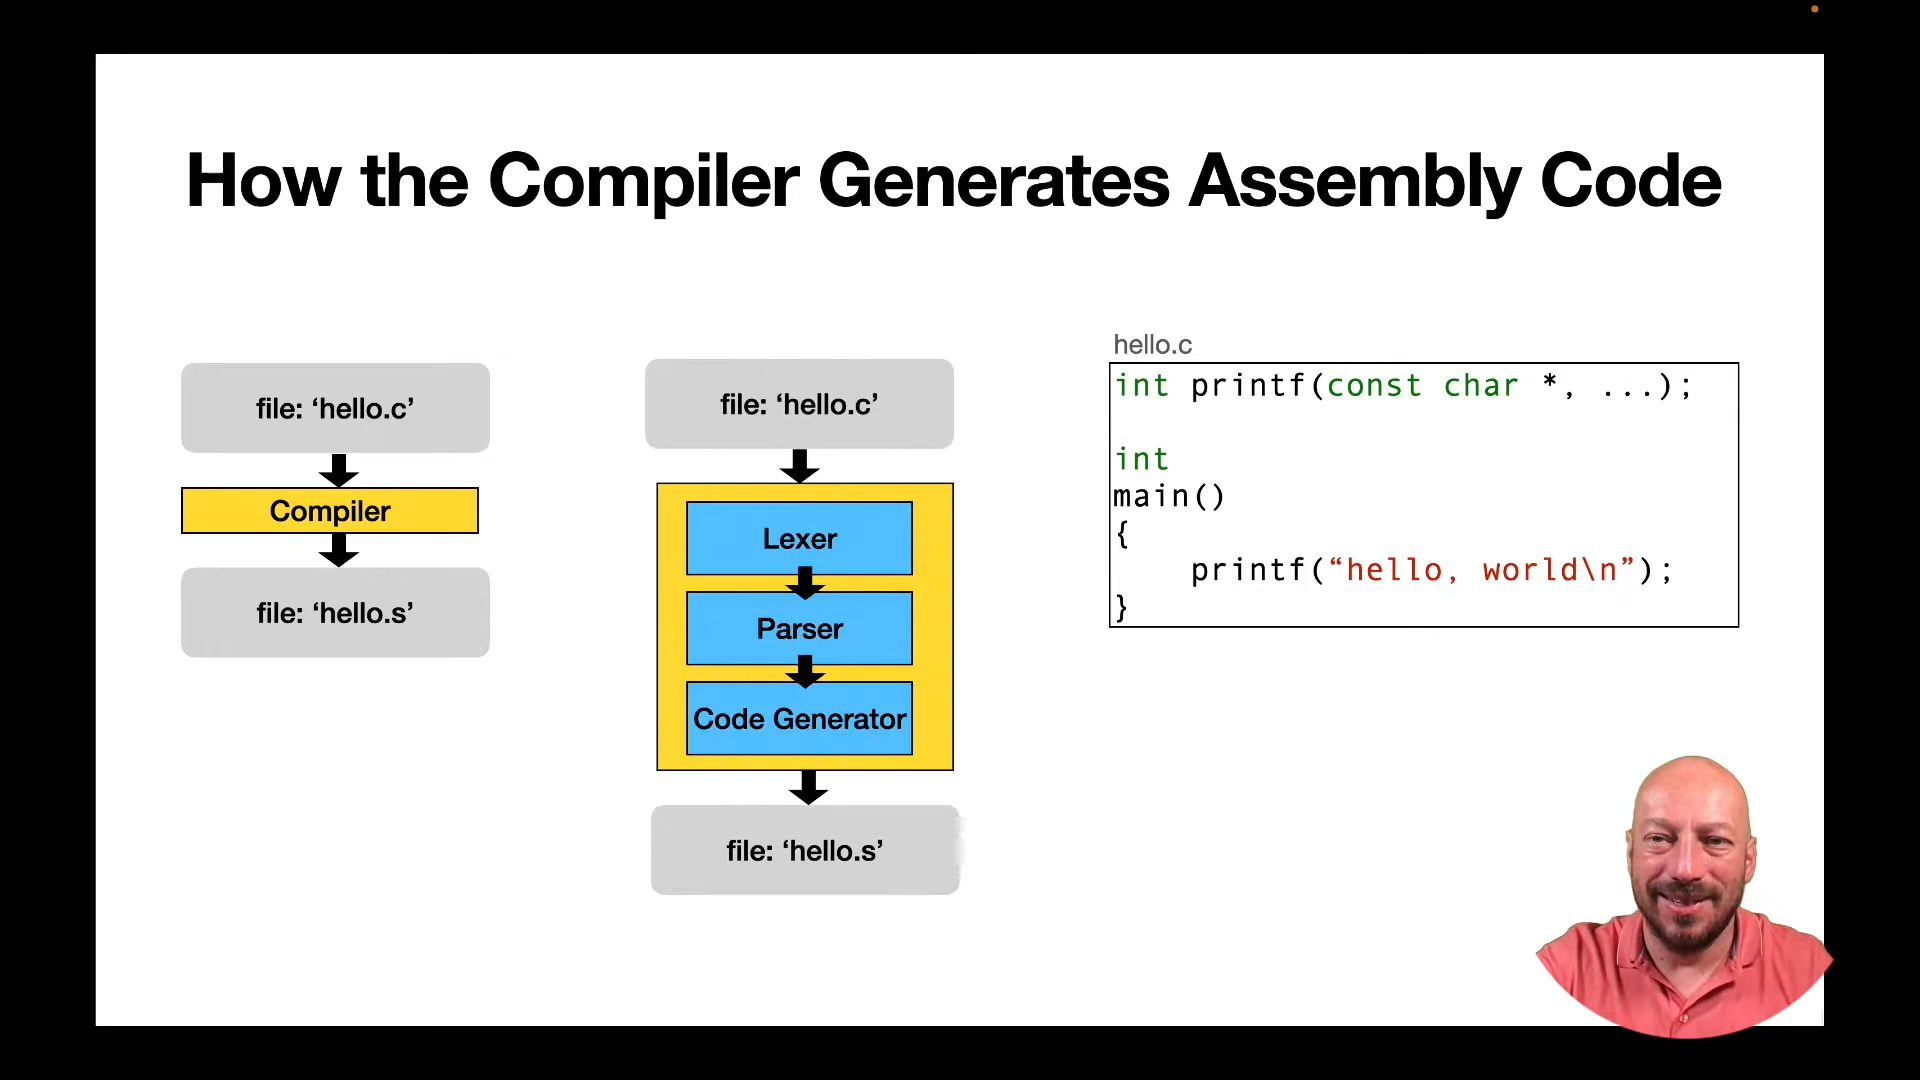 How the Compiler Generates Assembly Code
file: ‘hello.c’
Compiler
file: ‘hello.s’
file: ‘hello.c’
Lexer
Parser
Code Generator
file: ‘hello.s’
hello.c
int printf(const char *, ...);
int
main()
{
    printf(“hello, world\n”);
}